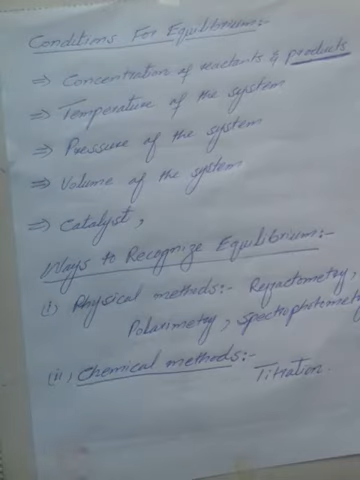 Conditions For Equilibrium:-
⇒ Concentration of reactants & products
⇒ Temperature of the system
⇒ Pressure of the system
⇒ Volume of the system
⇒ Catalyst,
Ways to Recognize Equilibrium:-
(i) Physical methods:- Refractometry,
Polarimetry, Spectrophotometry
(ii) Chemical methods:-
Titration.